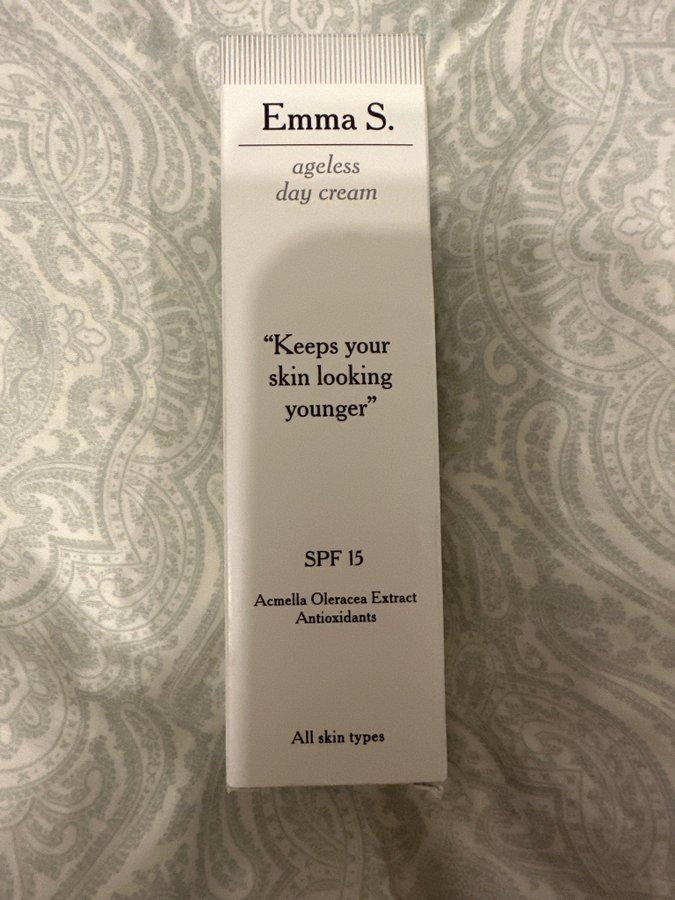 Emma S.
ageless
day cream
“Keeps your
skin looking
younger”
SPF 15
Acmella Oleracea Extract
Antioxidants
All skin types